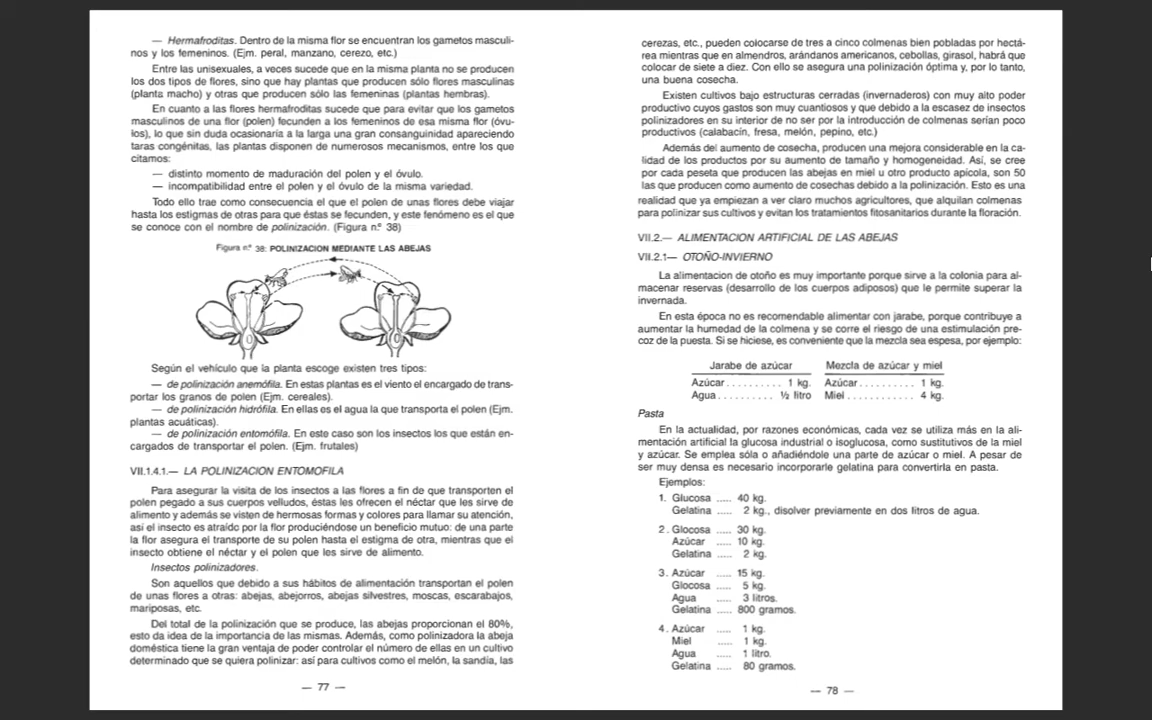 — Hermafroditas. Dentro de la misma flor se encuentran los gametos masculi-
nos y los femeninos. (Ejm. peral, manzano, cerezo, etc.)
Entre las unisexuales, a veces sucede que en la misma planta no se producen
los dos tipos de flores, sino que hay plantas que producen sólo flores masculinas
(planta macho) y otras que producen sólo las femeninas (plantas hembras).
En cuanto a las flores hermafroditas sucede que para evitar que los gametos
masculinos de una flor (polen) fecunden a los femeninos de esa misma flor (óvu-
los), lo que sin duda ocasionaría a la larga una gran consanguinidad apareciendo
taras congénitas, las plantas disponen de numerosos mecanismos, entre los que
citamos:
— distinto momento de maduración del polen y el óvulo.
— incompatibilidad entre el polen y el óvulo de la misma variedad.
Todo ello trae como consecuencia el que el polen de unas flores debe viajar
hasta los estigmas de otras para que éstas se fecunden, y este fenómeno es el que
se conoce con el nombre de polinización. (Figura n.º 38)
Figura n.º 38: POLINIZACION MEDIANTE LAS ABEJAS
Según el vehículo que la planta escoge existen tres tipos:
— de polinización anemófila. En estas plantas es el viento el encargado de trans-
portar los granos de polen (Ejm. cereales).
— de polinización hidrófila. En ellas es el agua la que transporta el polen (Ejm.
plantas acuáticas).
— de polinización entomófila. En este caso son los insectos los que están en-
cargados de transportar el polen. (Ejm. frutales)
VII.1.4.1.— LA POLINIZACION ENTOMOFILA
Para asegurar la visita de los insectos a las flores a fin de que transporten el
polen pegado a sus cuerpos velludos, éstas les ofrecen el néctar que les sirve de
alimento y además se visten de hermosas formas y colores para llamar su atención,
así el insecto es atraído por la flor produciéndose un beneficio mutuo: de una parte
la flor asegura el transporte de su polen hasta el estigma de otra, mientras que el
insecto obtiene el néctar y el polen que les sirve de alimento.
Insectos polinizadores.
Son aquellos que debido a sus hábitos de alimentación transportan el polen
de unas flores a otras: abejas, abejorros, abejas silvestres, moscas, escarabajos,
mariposas, etc.
Del total de la polinización que se produce, las abejas proporcionan el 80%,
esto da idea de la importancia de las mismas. Además, como polinizadora la abeja
doméstica tiene la gran ventaja de poder controlar el número de ellas en un cultivo
determinado que se quiera polinizar: así para cultivos como el melón, la sandía, las
— 77 —
cerezas, etc., pueden colocarse de tres a cinco colmenas bien pobladas por hectá-
rea mientras que en almendros, arándanos americanos, cebollas, girasol, habrá que
colocar de siete a diez. Con ello se asegura una polinización óptima y, por lo tanto,
una buena cosecha.
Existen cultivos bajo estructuras cerradas (invernaderos) con muy alto poder
productivo cuyos gastos son muy cuantiosos y que debido a la escasez de insectos
polinizadores en su interior de no ser por la introducción de colmenas serían poco
productivos (calabacín, fresa, melón, pepino, etc.)
Además del aumento de cosecha, producen una mejora considerable en la ca-
lidad de los productos por su aumento de tamaño y homogeneidad. Así, se cree
por cada peseta que producen las abejas en miel u otro producto apícola, son 50
las que producen como aumento de cosechas debido a la polinización. Esto es una
realidad que ya empiezan a ver claro muchos agricultores, que alquilan colmenas
para polinizar sus cultivos y evitan los tratamientos fitosanitarios durante la floración.
VII.2.— ALIMENTACION ARTIFICIAL DE LAS ABEJAS
VII.2.1— OTOÑO-INVIERNO
La alimentacion de otoño es muy importante porque sirve a la colonia para al-
macenar reservas (desarrollo de los cuerpos adiposos) que le permite superar la
invernada.
En esta época no es recomendable alimentar con jarabe, porque contribuye a
aumentar la humedad de la colmena y se corre el riesgo de una estimulación pre-
coz de la puesta. Si se hiciese, es conveniente que la mezcla sea espesa, por ejemplo:
Jarabe de azúcar Mezcla de azúcar y miel
Azúcar.......... 1 kg. Azúcar.......... 1 kg.
Agua.......... ½ litro Miel............ 4 kg.
Pasta
En la actualidad, por razones económicas, cada vez se utiliza más en la ali-
mentación artificial la glucosa industrial o isoglucosa, como sustitutivos de la miel
y azúcar. Se emplea sóla o añadiéndole una parte de azúcar o miel. A pesar de
ser muy densa es necesario incorporarle gelatina para convertirla en pasta.
Ejemplos:
1. Glucosa ..... 40 kg.
Gelatina ..... 2 kg., disolver previamente en dos litros de agua.
2. Glocosa ..... 30 kg.
Azúcar ..... 10 kg.
Gelatina ..... 2 kg.
3. Azúcar ..... 15 kg.
Glocosa ..... 5 kg.
Agua ..... 3 litros.
Gelatina ..... 800 gramos.
4. Azúcar ..... 1 kg.
Miel ..... 1 kg.
Agua ..... 1 litro.
Gelatina ..... 80 gramos.
— 78 —